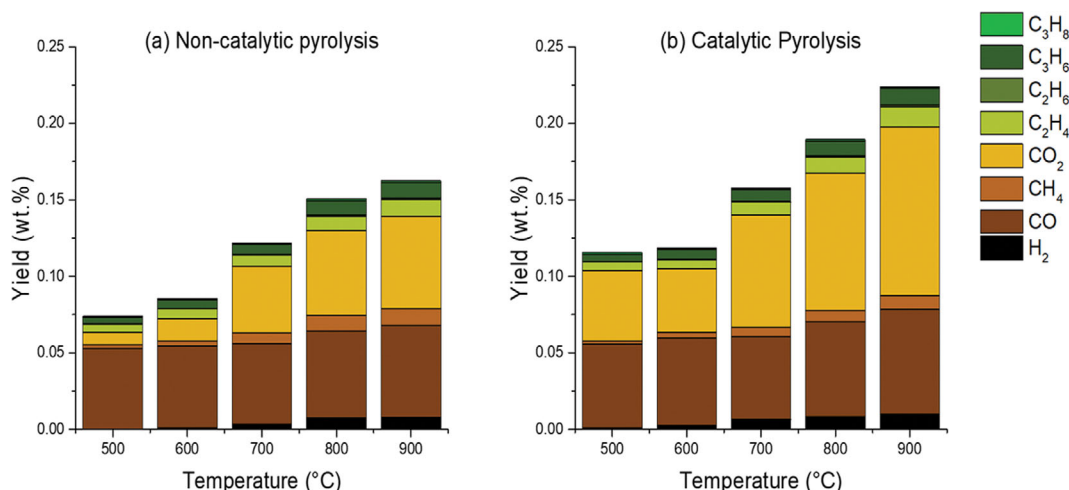 (a) Non-catalytic pyrolysis
0.25
0.20
0.15
0.10
0.05
0.00
Yield (wt.%)
500 600 700 800 900
Temperature (°C)
(b) Catalytic Pyrolysis
0.25
0.20
0.15
0.10
0.05
0.00
Yield (wt.%)
500 600 700 800 900
Temperature (°C)
C₃H₈
C₃H₆
C₂H₆
C₂H₄
CO₂
CH₄
CO
H₂